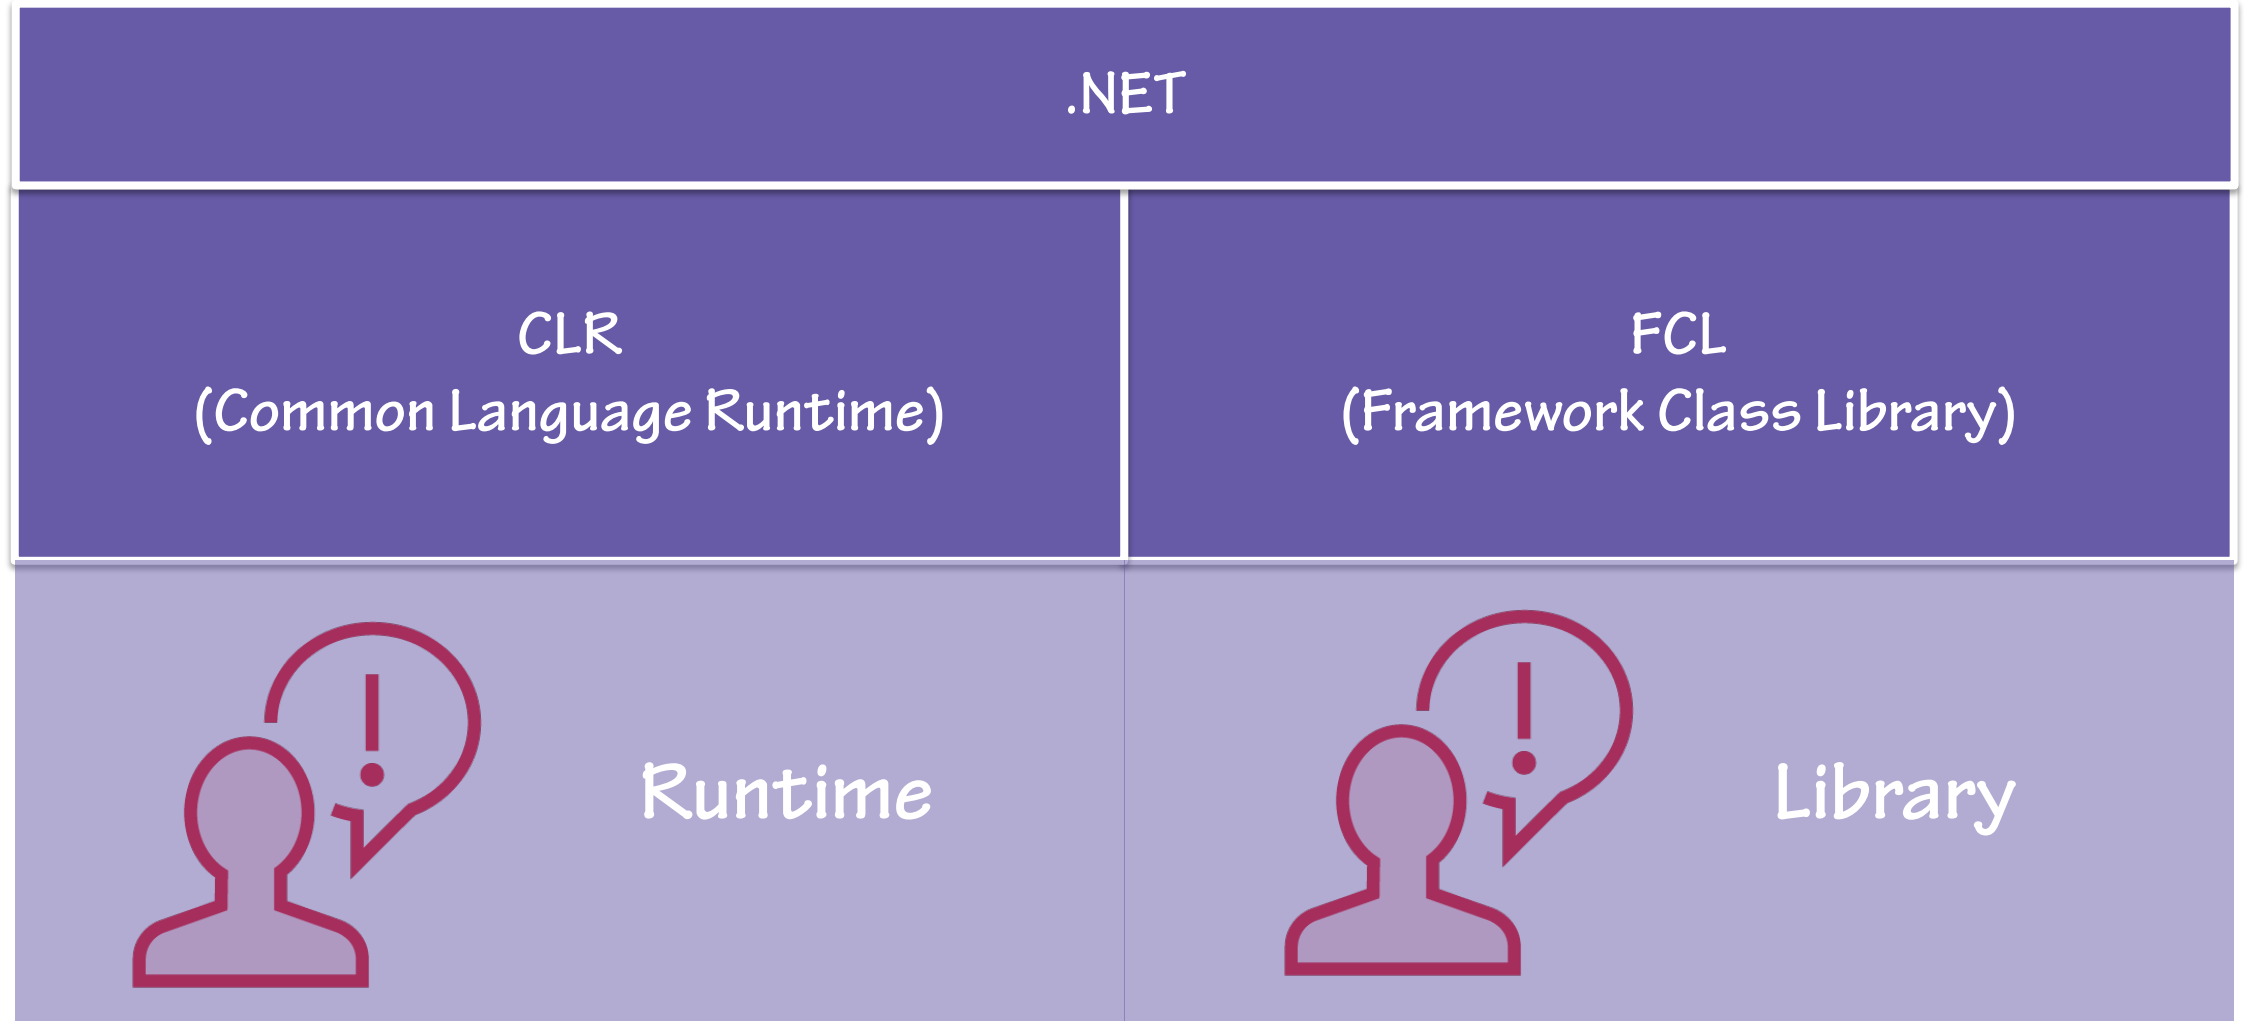 .NET
CLR
(Common Language Runtime)
FCL
(Framework Class Library)
!
Runtime
!
Library